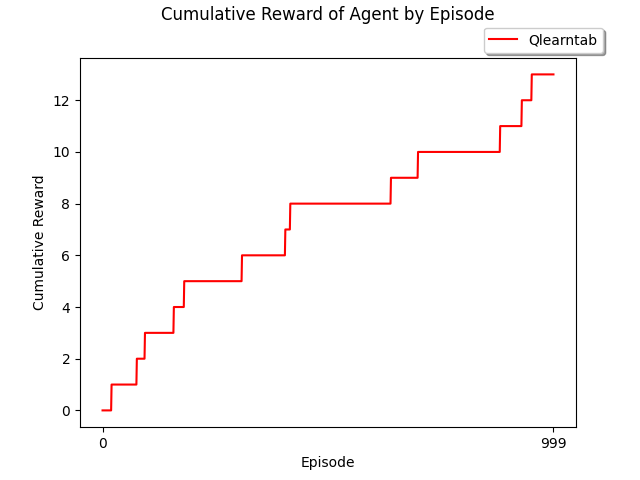 Cumulative Reward of Agent by Episode
Qlearntab
12
10
8
6
4
2
0
Cumulative Reward
0 999
Episode